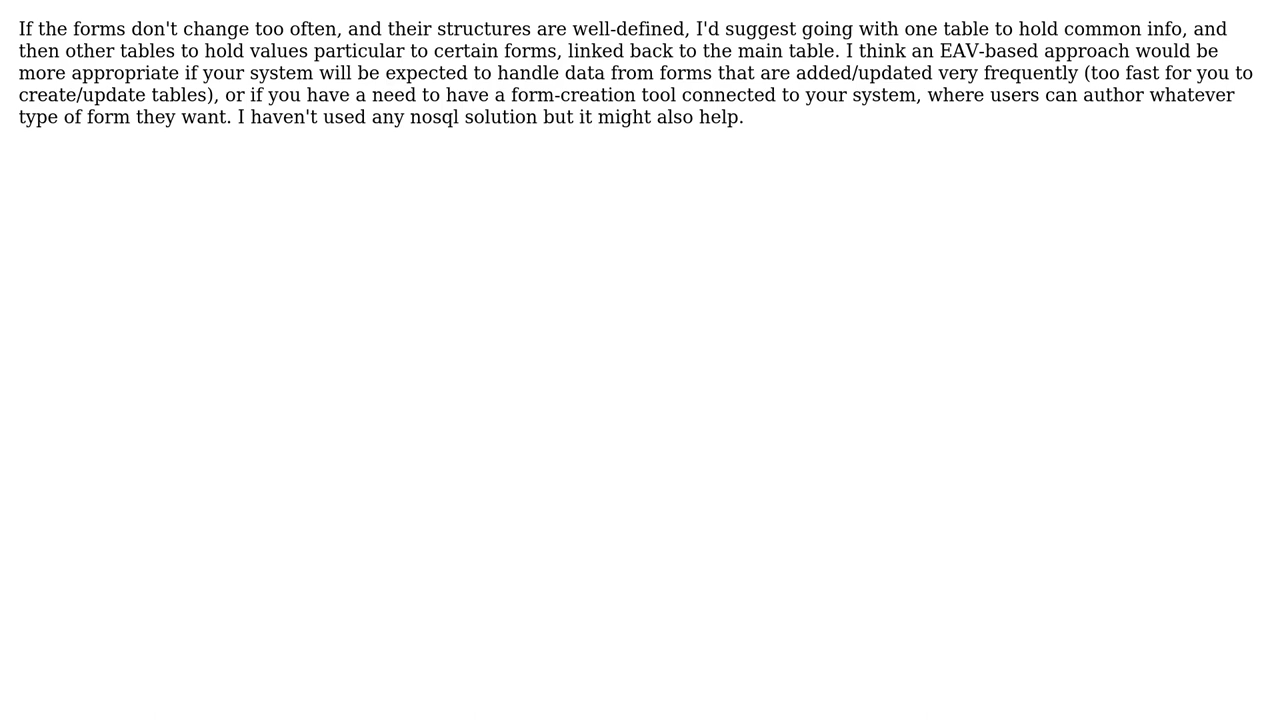 If the forms don't change too often, and their structures are well-defined, I'd suggest going with one table to hold common info, and
then other tables to hold values particular to certain forms, linked back to the main table. I think an EAV-based approach would be
more appropriate if your system will be expected to handle data from forms that are added/updated very frequently (too fast for you to
create/update tables), or if you have a need to have a form-creation tool connected to your system, where users can author whatever
type of form they want. I haven't used any nosql solution but it might also help.